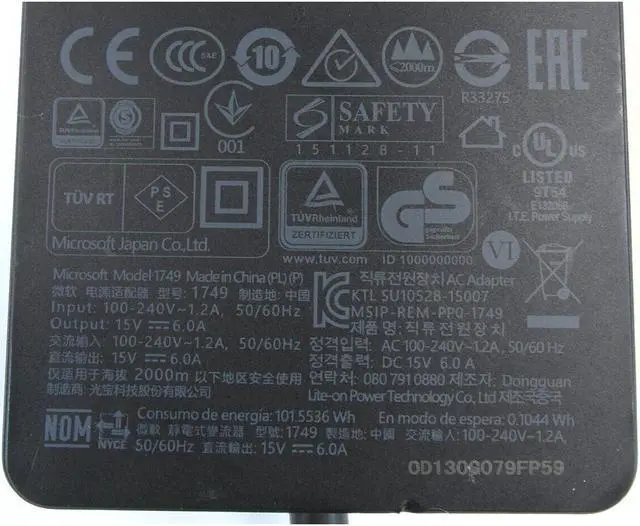 CE CCC S&E 10 2000m EAC
R33275
TÜVRheinland S 001 S SAFETY
MARK
151128-11
C UL US
LISTED
9T54
E132068
I.T.E. Power Supply
TÜV RT PSE
Microsoft Japan Co., Ltd.
TÜVRheinland
ZERTIFIZIERT
www.tuv.com
GS geprüfte Sicherheit
ID 1000000000
VI
Microsoft Model 1749 Made in China (PL) (P)
微软 电源适配器 型号: 1749 制造地: 中国
Input: 100-240V~1.2A, 50/60Hz
Output: 15V 6.0A
交流输入: 100-240V~1.2A, 50/60Hz
直流输出: 15V 6.0A
仅适用于海拔 2000m 以下地区安全使用
制造商: 光宝科技股份有限公司
직류전원장치 AC Adapter
KTL SU10528-15007
MSIP-REM-PPQ-1749
제품명: 직류전원장치
정격입력: AC 100-240V~1.2A, 50/60 Hz
정격출력: DC 15V 6.0 A
연락처: 080 791 0880 제조자: Dongguan
Lite-on Power Technology Co., Ltd 제조국:중국
NOM NYCE
Consumo de energía: 101.5536 Wh En modo de espera: 0.1044 Wh
微軟 靜電式變流器 型號: 1749 製造地: 中國 交流輸入: 100-240V~1.2A,
50/60Hz 直流輸出: 15V 6.0A
0D130G079FP59